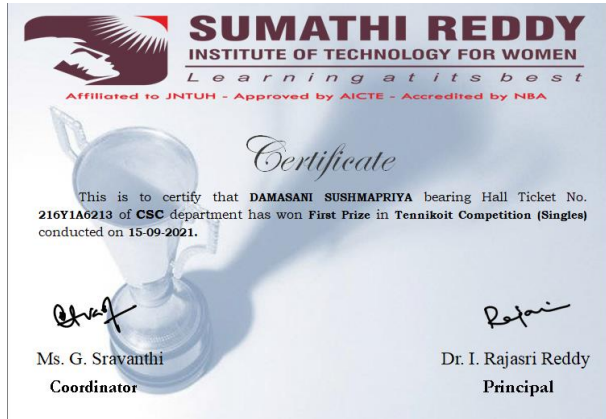 SUMATHI REDDY
INSTITUTE OF TECHNOLOGY FOR WOMEN
Learning at its best
Affiliated to JNTUH - Approved by AICTE - Accredited by NBA
Certificate
This is to certify that DAMASANI SUSHMAPRIYA bearing Hall Ticket No.
216Y1A6213 of CSC department has won First Prize in Tennikoit Competition (Singles)
conducted on 15-09-2021.
Rajani
Ms. G. Sravanthi
Dr. I. Rajasri Reddy
Coordinator
Principal